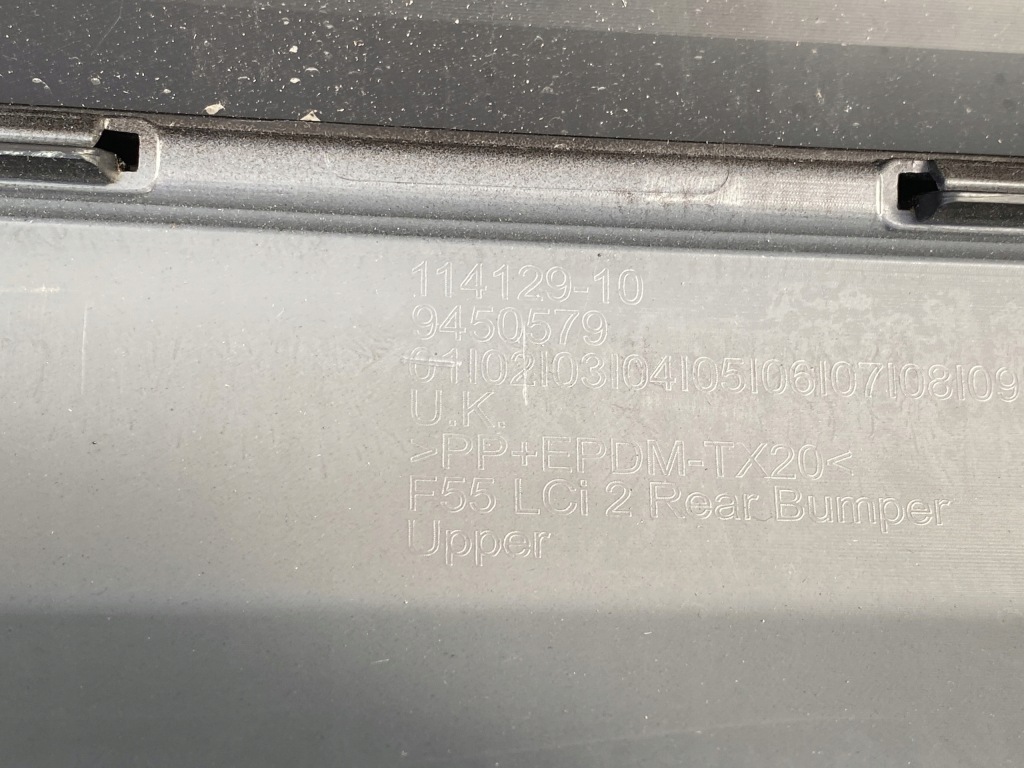 114129-10
9450579
01|02|03|04|05|06|07|08|09
U.K.
>PP+EPDM-TX20<
F55 LCi 2 Rear Bumper
Upper